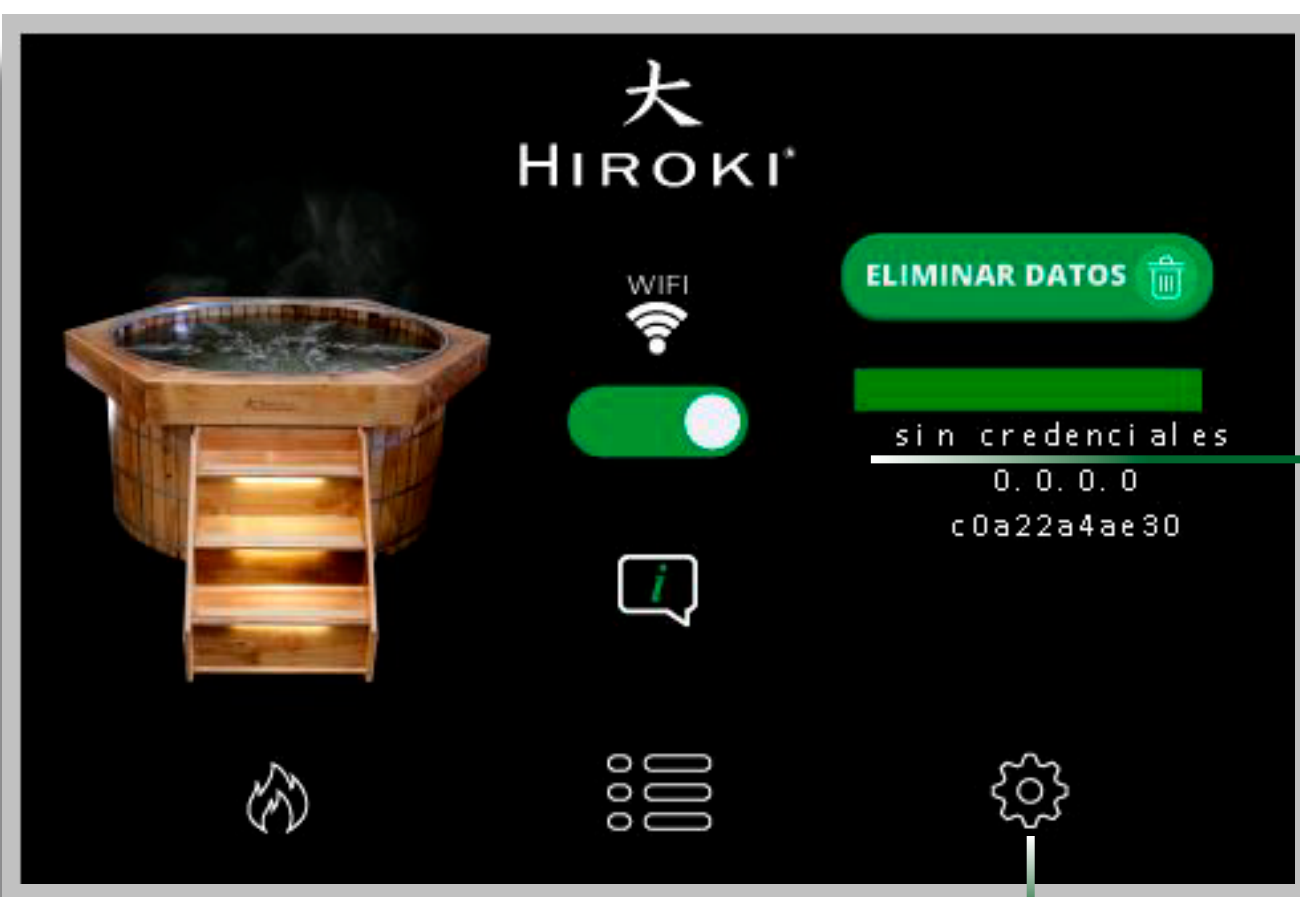 大
HIROKI®
WIFI
ELIMINAR DATOS
sin credenciales
0.0.0.0
c0a22a4ae30
i